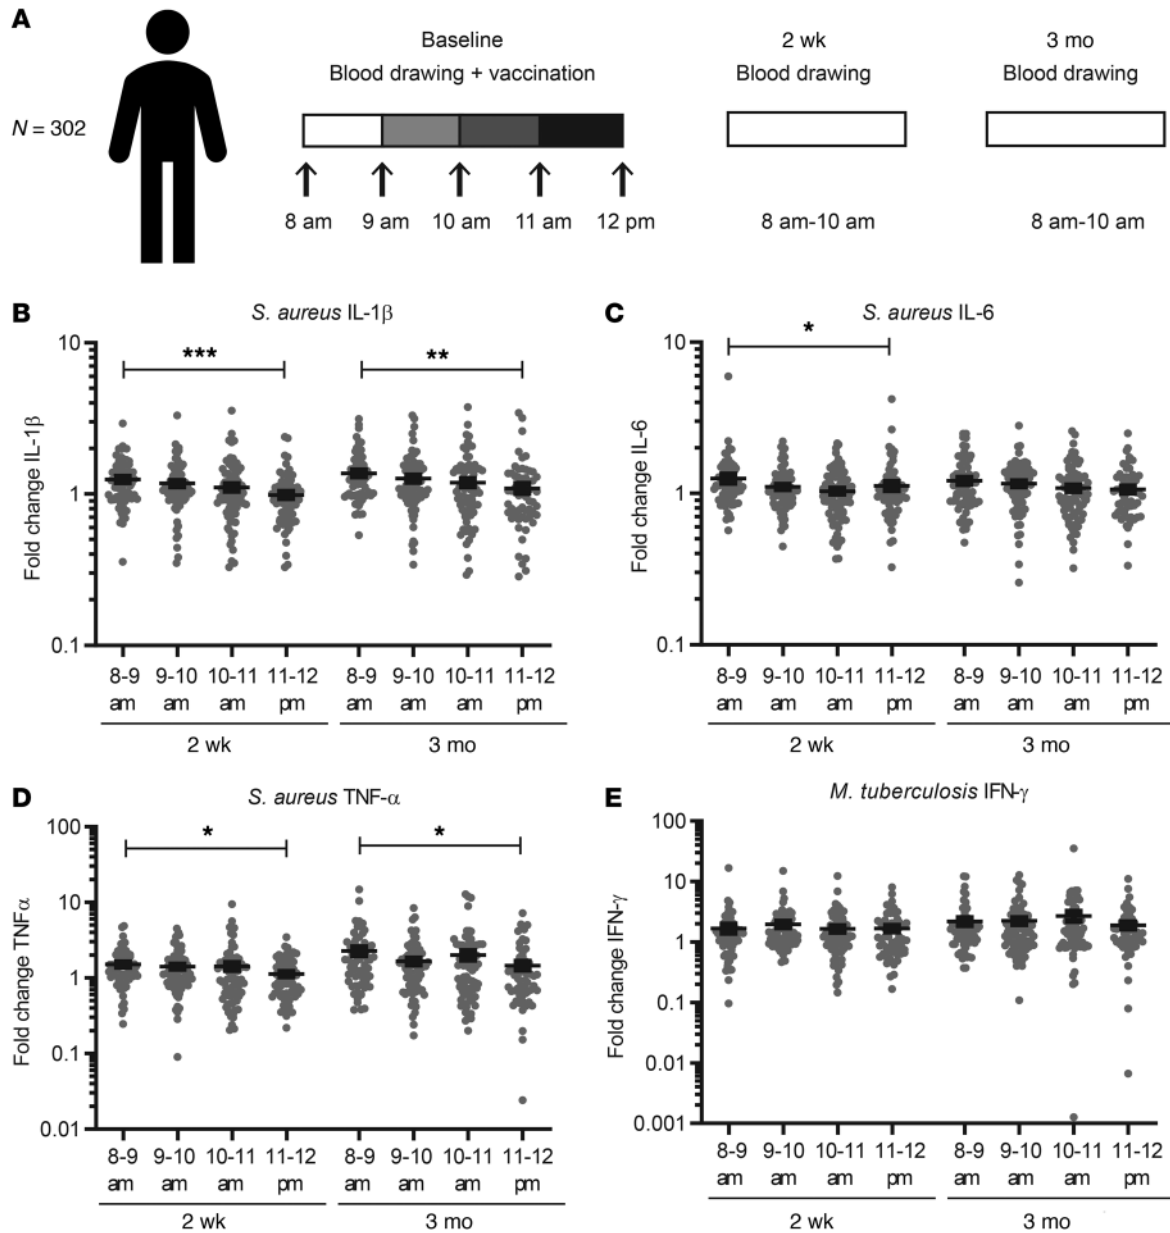 A
N = 302
Baseline
Blood drawing + vaccination
8 am 9 am 10 am 11 am 12 pm
2 wk
Blood drawing
8 am-10 am
3 mo
Blood drawing
8 am-10 am
B
S. aureus IL-1β
Fold change IL-1β
10
1
0.1
*** **
8-9 9-10 10-11 11-12 8-9 9-10 10-11 11-12
am am am pm am am am pm
2 wk 3 mo
C
S. aureus IL-6
Fold change IL-6
10
1
0.1
*
8-9 9-10 10-11 11-12 8-9 9-10 10-11 11-12
am am am pm am am am pm
2 wk 3 mo
D
S. aureus TNF-α
Fold change TNFα
100
10
1
0.1
0.01
* *
8-9 9-10 10-11 11-12 8-9 9-10 10-11 11-12
am am am pm am am am pm
2 wk 3 mo
E
M. tuberculosis IFN-γ
Fold change IFN-γ
100
10
1
0.1
0.01
0.001
8-9 9-10 10-11 11-12 8-9 9-10 10-11 11-12
am am am pm am am am pm
2 wk 3 mo